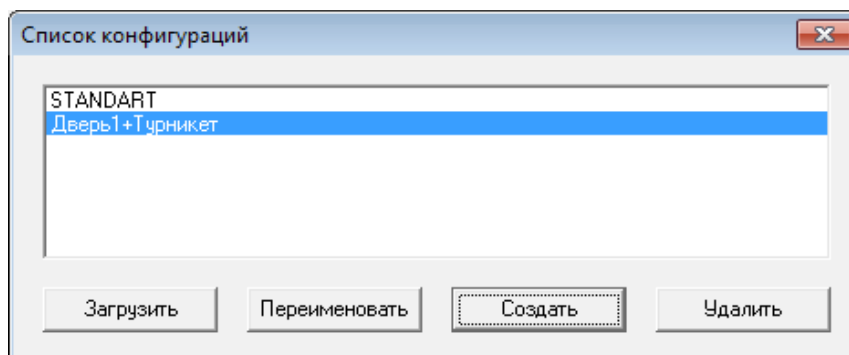 Список конфигураций
STANDART
Дверь1+Турникет
Загрузить Переименовать Создать Удалить